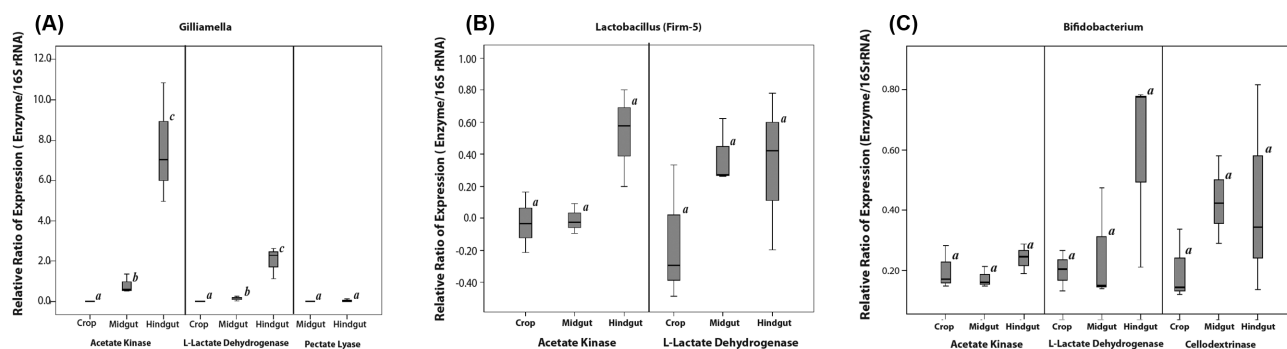 (A)
Gilliamella
Relative Ratio of Expression ( Enzyme/16S rRNA)
12.0
10.0
8.0
6.0
4.0
2.0
0.0
a
b
c
a
b
c
a
a
Crop Midgut Hindgut Crop Midgut Hindgut Midgut Hindgut
Acetate Kinase L-Lactate Dehydrogenase Pectate Lyase
(B)
Lactobacillus (Firm-5)
Relative Ratio of Expression ( Enzyme/16S rRNA)
1.00
0.80
0.60
0.40
0.20
0.0
-0.20
-0.40
a
a
a
a
a
a
Crop Midgut Hindgut Crop Midgut Hindgut
Acetate Kinase L-Lactate Dehydrogenase
(C)
Bifidobacterium
Relative Ratio of Expression (Enzyme/16SrRNA)
0.80
0.60
0.40
0.20
a
a
a
a
a
a
a
a
a
Crop Midgut Hindgut Crop Midgut Hindgut Crop Midgut Hindgut
Acetate Kinase L-Lactate Dehydrogenase Cellodextrinase